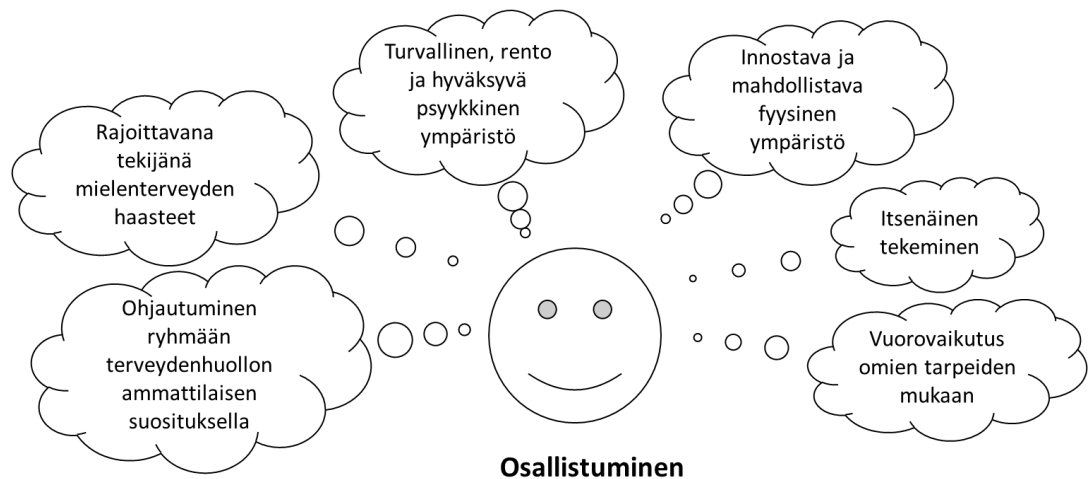 Turvallinen, rento
ja hyväksyvä
psyykkinen
ympäristö
Innostava ja
mahdollistava
fyysinen
ympäristö
Rajoittavana
tekijänä
mielenterveyden
haasteet
Itsenäinen
tekeminen
Ohjautuminen
ryhmään
terveydenhuollon
ammattilaisen
suosituksella
Vuorovaikutus
omien tarpeiden
mukaan
Osallistuminen